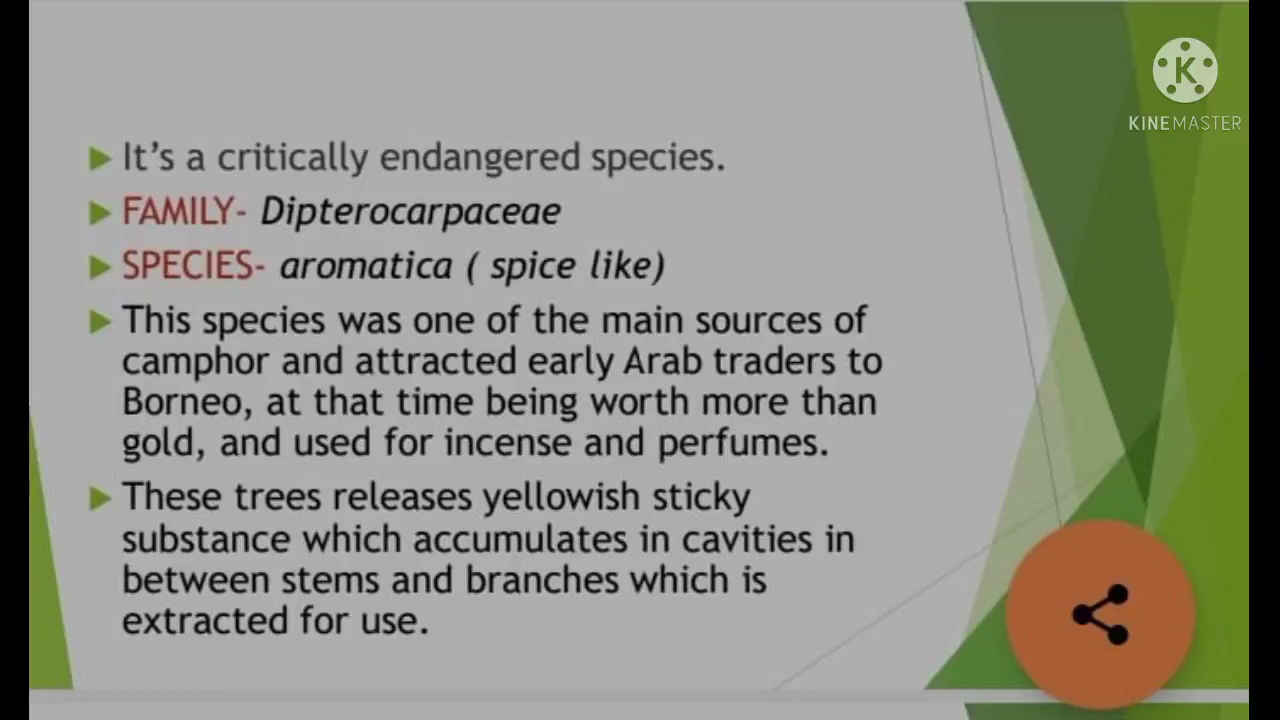 K
KINEMASTER
It's a critically endangered species.
FAMILY- Dipterocarpaceae
SPECIES- aromatica ( spice like)
This species was one of the main sources of
camphor and attracted early Arab traders to
Borneo, at that time being worth more than
gold, and used for incense and perfumes.
These trees releases yellowish sticky
substance which accumulates in cavities in
between stems and branches which is
extracted for use.